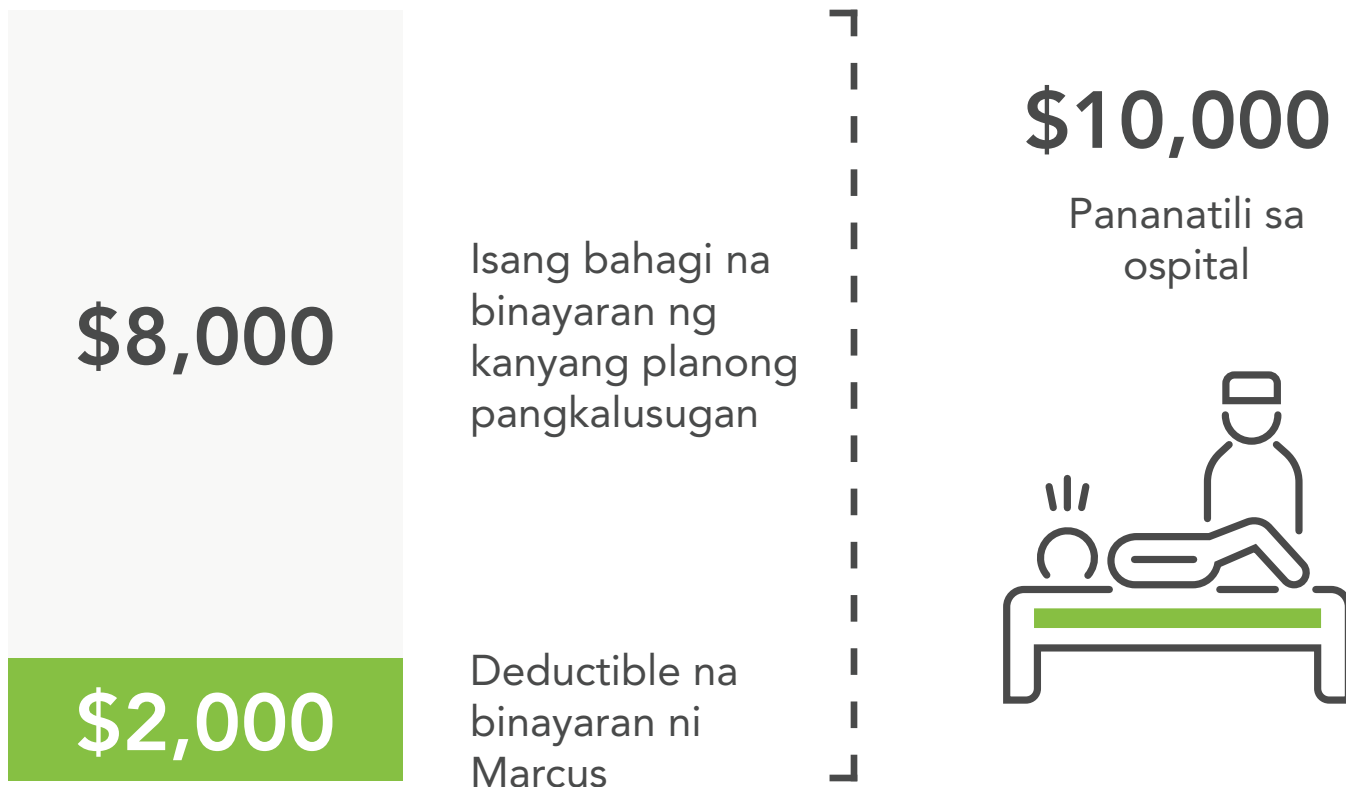 $8,000
Isang bahagi na
binayaran ng
kanyang planong
pangkalusugan
$2,000
Deductible na
binayaran ni
Marcus
$10,000
Pananatili sa
ospital